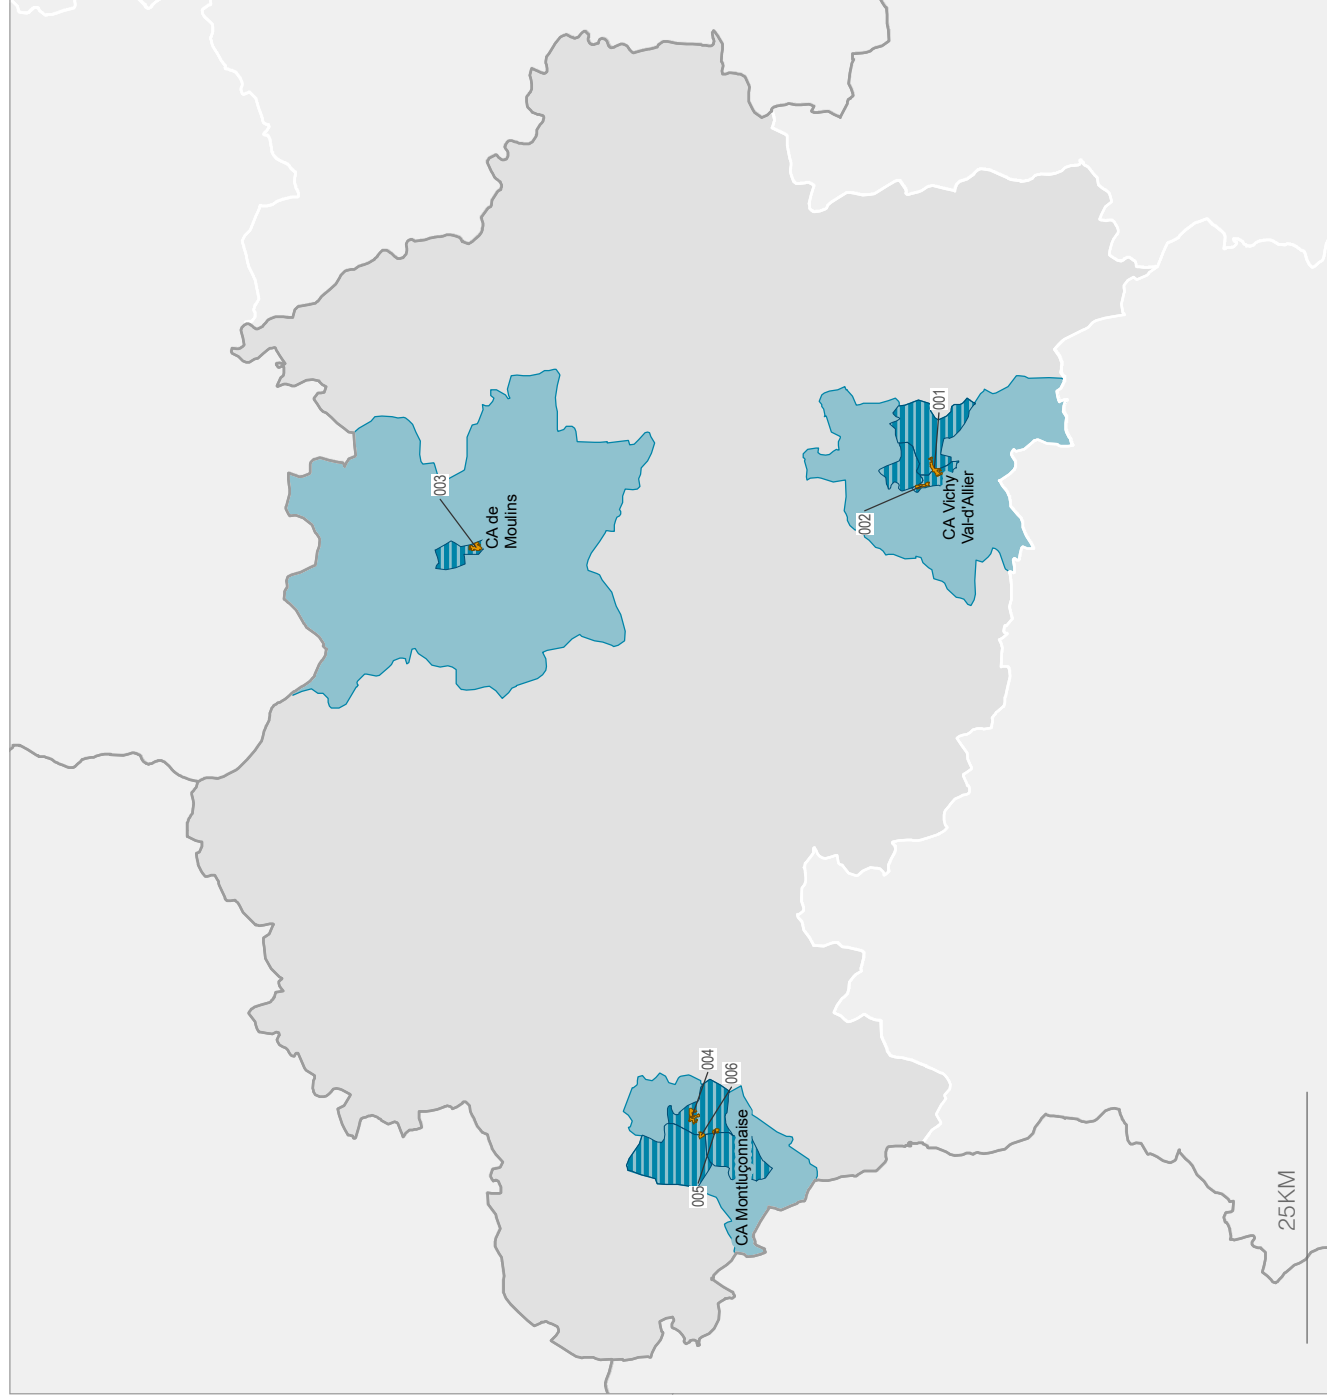 003
CA de
Moulins
001
002
CA Vichy
Val-d'Allier
004
006
005
CA Montluçonnaise
25KM